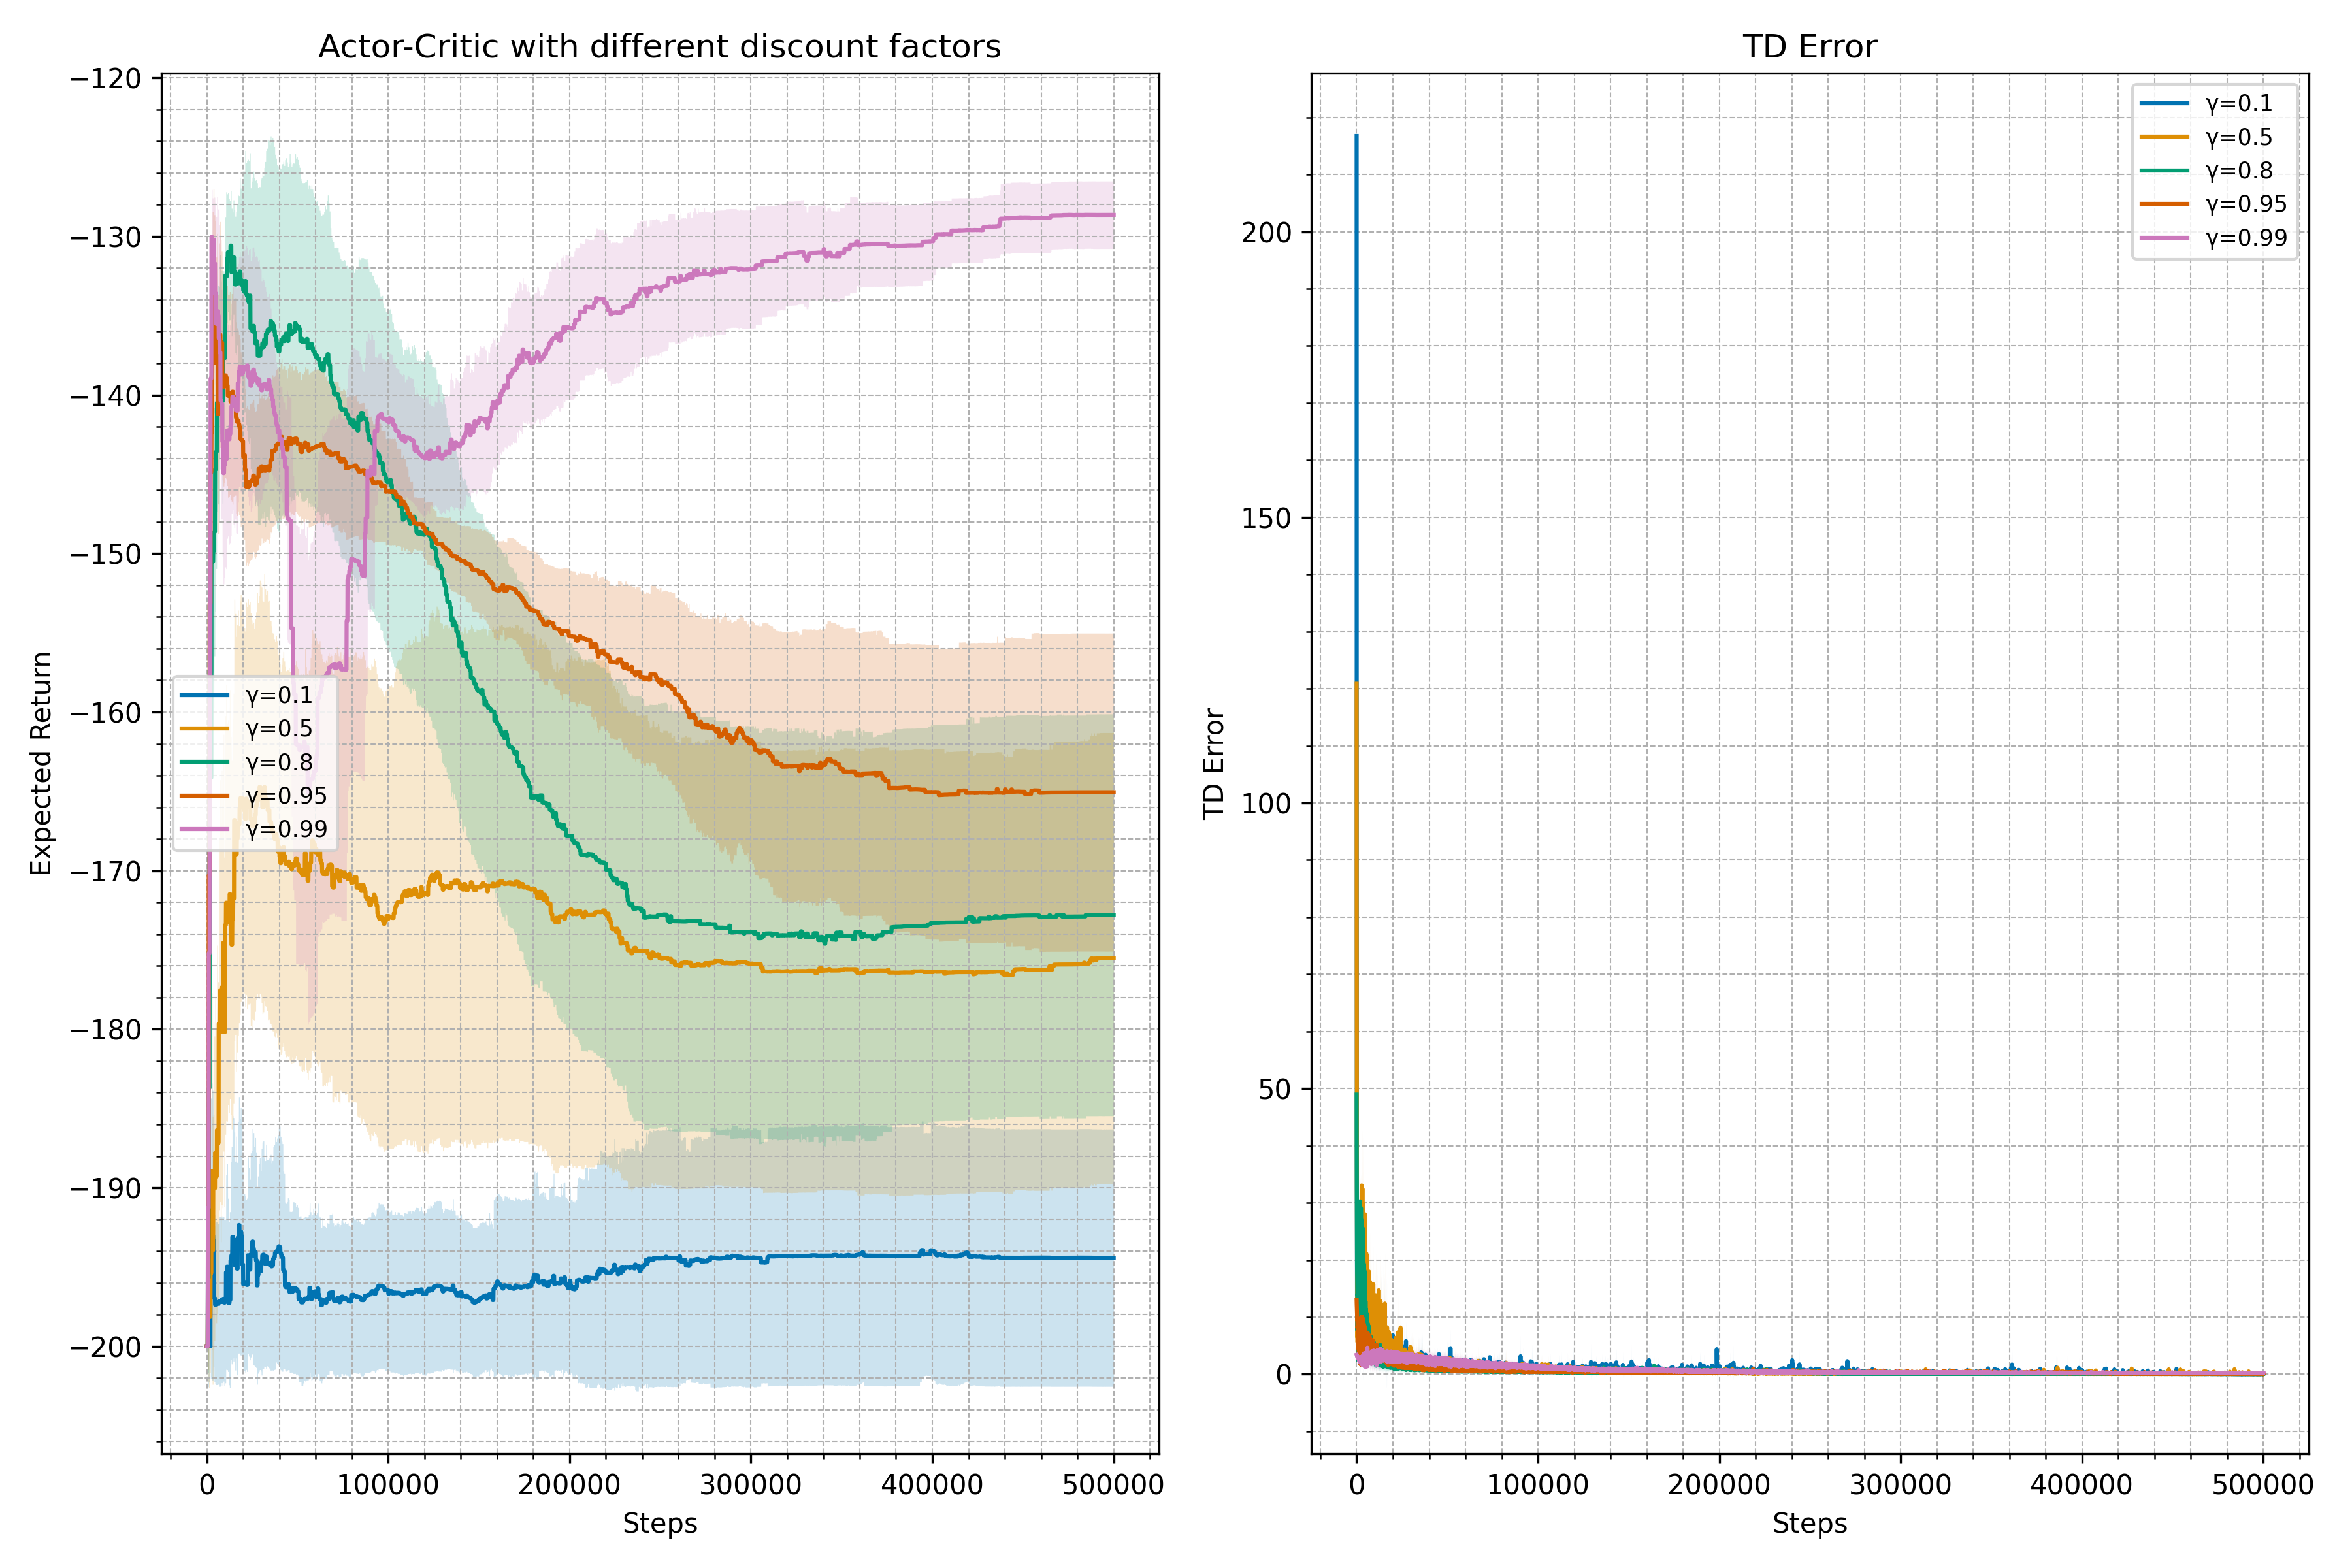 Actor-Critic with different discount factors
−120
−130
−140
−150
−160
−170
−180
−190
−200
Expected Return
γ=0.1
γ=0.5
γ=0.8
γ=0.95
γ=0.99
0
100000
200000
300000
400000
500000
Steps
TD Error
200
150
100
50
0
TD Error
γ=0.1
γ=0.5
γ=0.8
γ=0.95
γ=0.99
0
100000
200000
300000
400000
500000
Steps